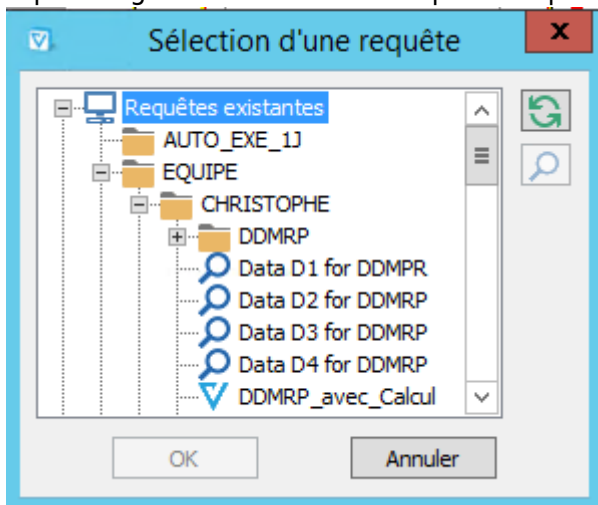 Sélection d'une requête
Requêtes existantes
AUTO_EXE_1J
EQUIPE
CHRISTOPHE
DDMRP
Data D1 for DDMPR
Data D2 for DDMRP
Data D3 for DDMRP
Data D4 for DDMRP
DDMRP_avec_Calcul
OK
Annuler